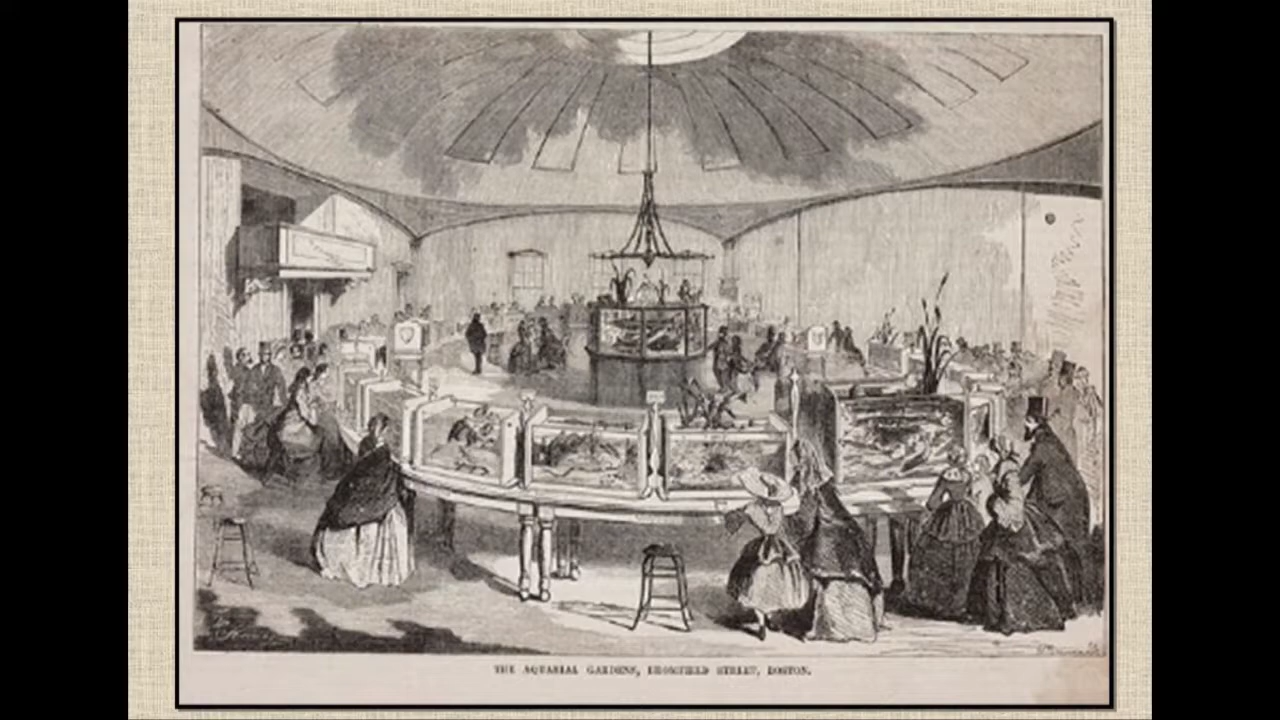 THE AQUARIAL GARDENS, BROMFIELD STREET, BOSTON.